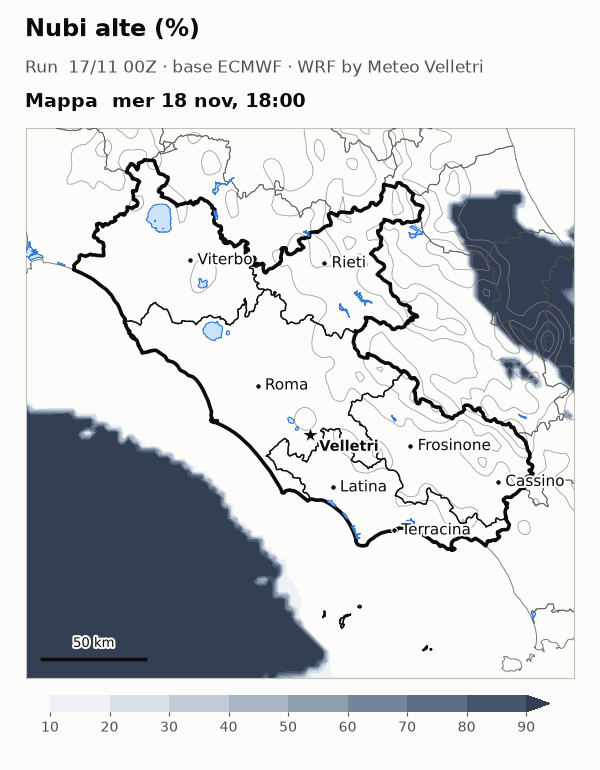 Nubi alte (%)
Run 17/11 00Z · base ECMWF · WRF by Meteo Velletri
Mappa mer 18 nov, 18:00
Viterbo
Rieti
Roma
Velletri
Frosinone
Latina
Cassino
Terracina
50 km
10 20 30 40 50 60 70 80 90